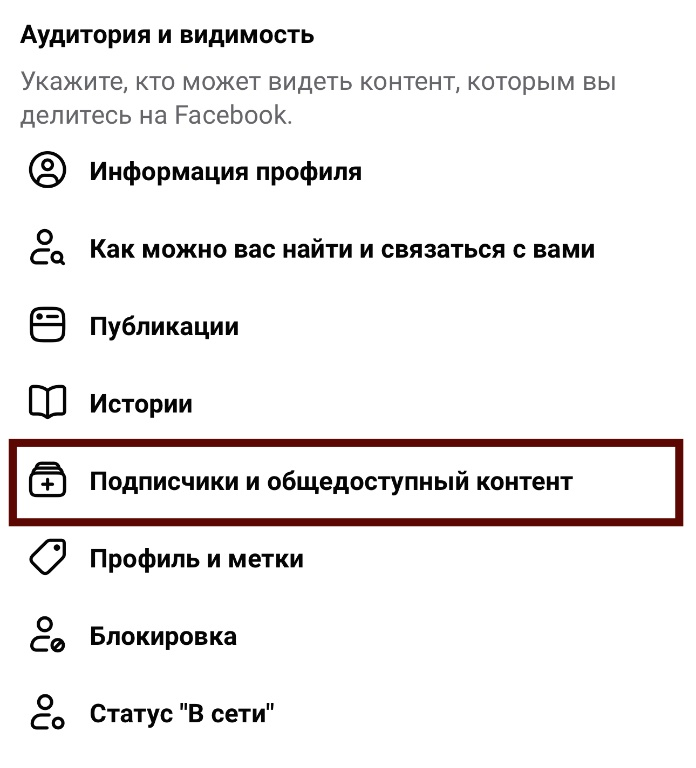 Аудитория и видимость
Укажите, кто может видеть контент, которым вы
делитесь на Facebook.
Информация профиля
Как можно вас найти и связаться с вами
Публикации
Истории
Подписчики и общедоступный контент
Профиль и метки
Блокировка
Статус "В сети"